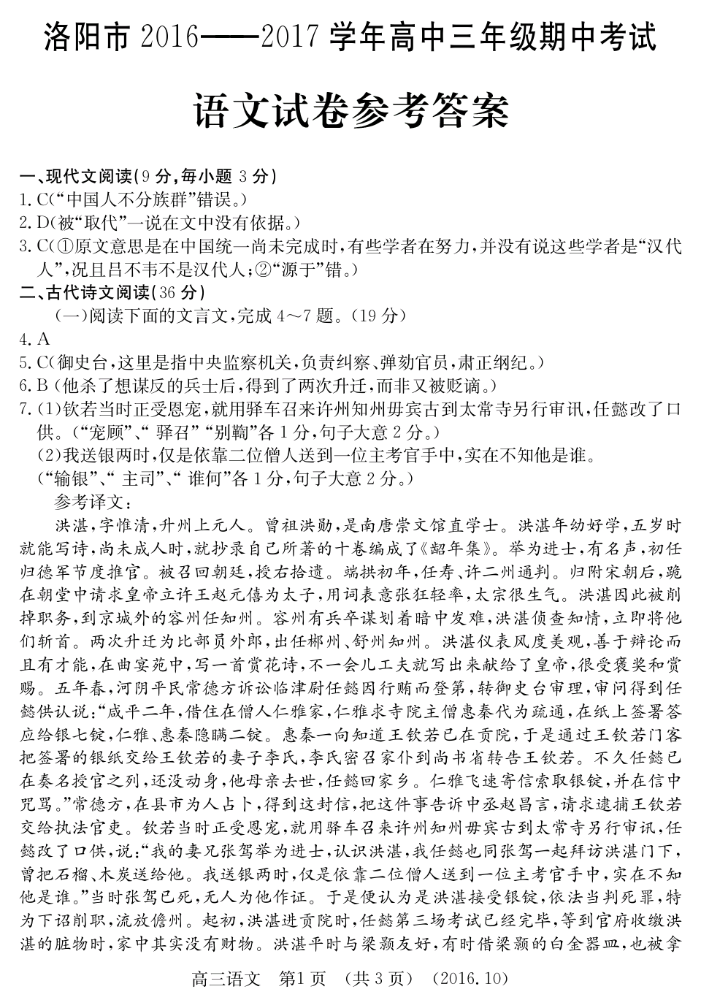 洛阳市 2016——2017 学年高中三年级期中考试
语文试卷参考答案
一、现代文阅读(9 分,每小题 3 分)
1. C(“中国人不分族群”错误。)
2. D(被“取代”一说在文中没有依据。)
3. C(①原文意思是在中国统一尚未完成时,有些学者在努力,并没有说这些学者是“汉代
人”,况且吕不韦不是汉代人;②“源于”错。)
二、古代诗文阅读(36 分)
(一)阅读下面的文言文,完成 4～7 题。(19 分)
4. A
5. C(御史台,这里是指中央监察机关,负责纠察、弹劾官员,肃正纲纪。)
6. B (他杀了想谋反的兵士后,得到了两次升迁,而非又被贬谪。)
7. (1)钦若当时正受恩宠,就用驿车召来许州知州毋宾古到太常寺另行审讯,任懿改了口
供。(“宠顾”、“ 驿召” “别鞫”各 1 分,句子大意 2 分。)
(2)我送银两时,仅是依靠二位僧人送到一位主考官手中,实在不知他是谁。
(“输银”、“ 主司”、“ 谁何”各 1 分,句子大意 2 分。)
参考译文:
洪湛,字惟清,升州上元人。曾祖洪勋,是南唐崇文馆直学士。洪湛年幼好学,五岁时
就能写诗,尚未成人时,就抄录自己所著的十卷编成了《龆年集》。举为进士,有名声,初任
归德军节度推官。被召回朝廷,授右拾遗。端拱初年,任寿、许二州通判。归附宋朝后,跪
在朝堂中请求皇帝立许王赵元僖为太子,用词表意张狂轻率,太宗很生气。洪湛因此被削
掉职务,到京城外的容州任知州。容州有兵卒谋划着暗中发难,洪湛侦查知情,立即将他
们斩首。两次升迁为比部员外郎,出任郴州、舒州知州。洪湛仪表风度美观,善于辩论而
且有才能,在曲宴苑中,写一首赏花诗,不一会儿工夫就写出来献给了皇帝,很受褒奖和赏
赐。五年春,河阴平民常德方诉讼临津尉任懿因行贿而登第,转御史台审理,审问得到任
懿供认说:“咸平二年,借住在僧人仁雅家,仁雅求寺院主僧惠秦代为疏通,在纸上签署答
应给银七锭,仁雅、惠秦隐瞒二锭。惠秦一向知道王钦若已在贡院,于是通过王钦若门客
把签署的银纸交给王钦若的妻子李氏,李氏密召家仆到尚书省转告王钦若。不久任懿已
在奏名授官之列,还没动身,他母亲去世,任懿回家乡。仁雅飞速寄信索取银锭,并在信中
咒骂。”常德方,在县市为人占卜,得到这封信,把这件事告诉中丞赵昌言,请求逮捕王钦若
交给执法官吏。钦若当时正受恩宠,就用驿车召来许州知州毋宾古到太常寺另行审讯,任
懿改了口供,说:“我的妻兄张驾举为进士,认识洪湛,我任懿也同张驾一起拜访洪湛门下,
曾把石榴、木炭送给他。我送银两时,仅是依靠二位僧人送到一位主考官手中,实在不知
他是谁。”当时张驾已死,无人为他作证。于是便认为是洪湛接受银锭,依法当判死罪,特
为下诏削职,流放儋州。起初,洪湛进贡院时,任懿第三场考试已经完毕,等到官府收缴洪
湛的脏物时,家中其实没有财物。洪湛平时与梁颢友好,有时借梁颢的白金器皿,也被拿
高三语文 第1页 (共3页) (2016.10)